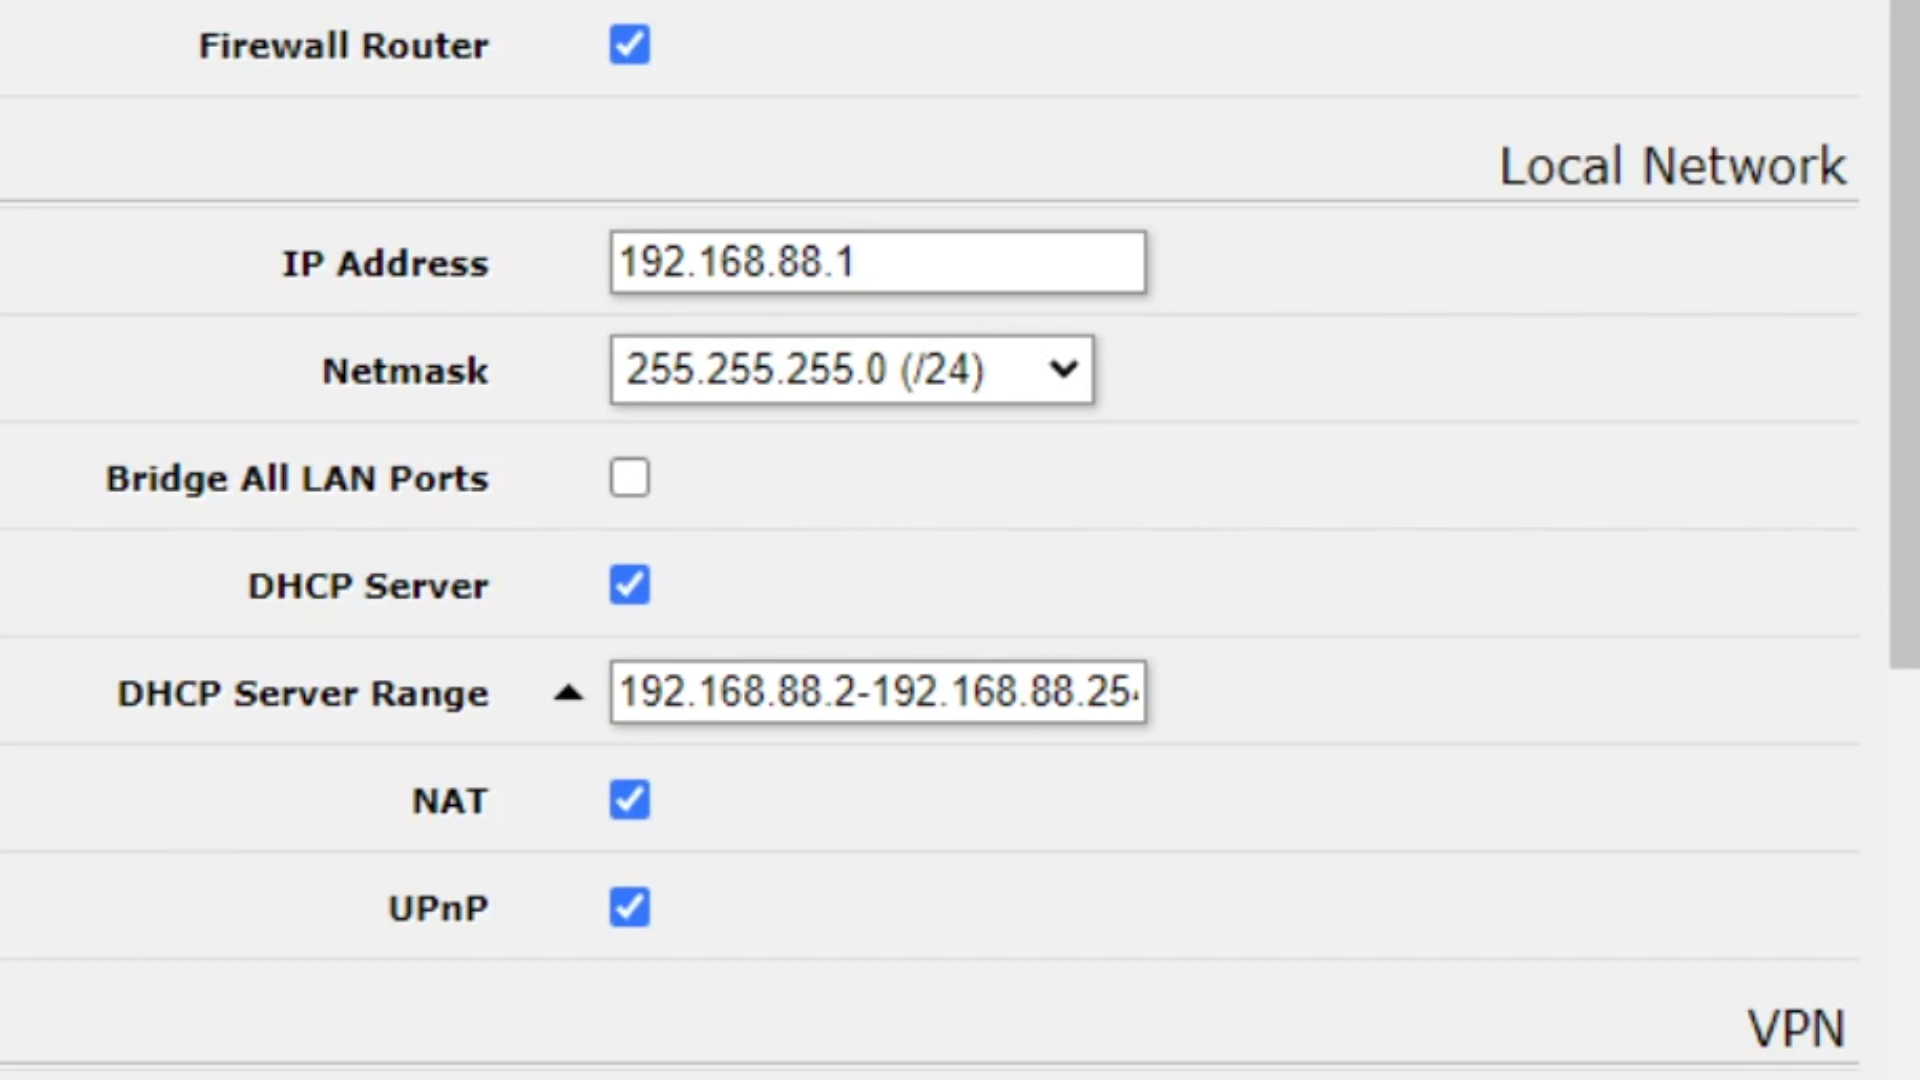 Firewall Router
Local Network
IP Address 192.168.88.1
Netmask 255.255.255.0 (/24)
Bridge All LAN Ports
DHCP Server
DHCP Server Range 192.168.88.2-192.168.88.254
NAT
UPnP
VPN